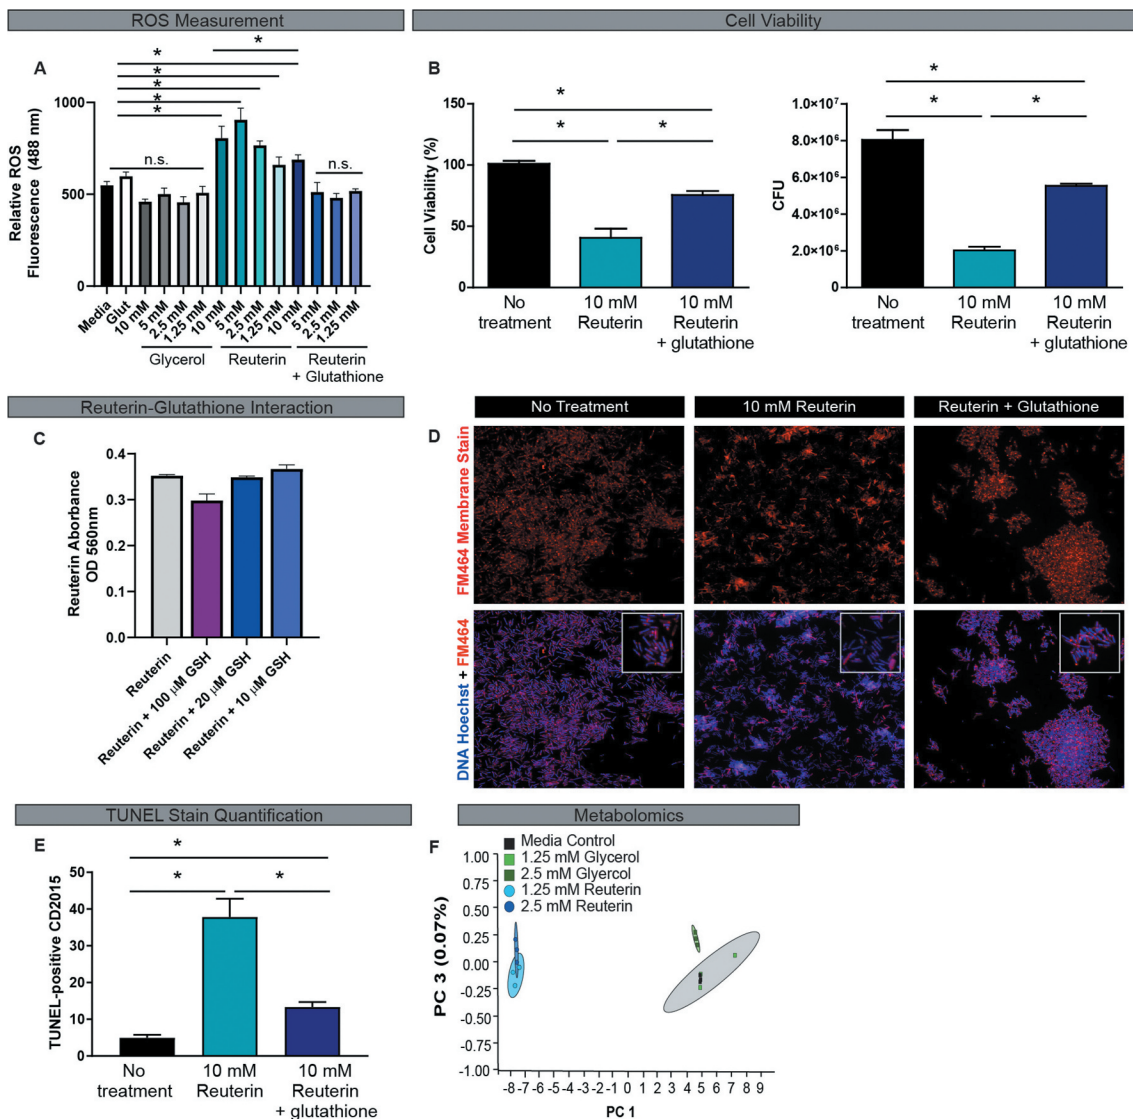 ROS Measurement
Cell Viability
A
Relative ROS
Fluorescence (488 nm)
1000
500
0
*
*
*
*
*
*
n.s.
n.s.
Media
Glut
10 mM
5 mM
2.5 mM
1.25 mM
10 mM
5 mM
2.5 mM
1.25 mM
10 mM
5 mM
2.5 mM
1.25 mM
Glycerol
Reuterin
Reuterin
+ Glutathione
B
Cell Viability (%)
150
100
50
0
*
*
*
No
treatment
10 mM
Reuterin
10 mM
Reuterin
+ glutathione
CFU
1.0×10⁷
8.0×10⁶
6.0×10⁶
4.0×10⁶
2.0×10⁶
0
*
*
*
No
treatment
10 mM
Reuterin
10 mM
Reuterin
+ glutathione
Reuterin-Glutathione Interaction
C
Reuterin Absorbance
OD 560nm
0.4
0.3
0.2
0.1
0.0
Reuterin
Reuterin + 100 μM GSH
Reuterin + 20 μM GSH
Reuterin + 10 μM GSH
D
No Treatment
10 mM Reuterin
Reuterin + Glutathione
FM464 Membrane Stain
DNA Hoechst + FM464
TUNEL Stain Quantification
E
TUNEL-positive CD2015
50
40
30
20
10
0
*
*
*
No
treatment
10 mM
Reuterin
10 mM
Reuterin
+ glutathione
Metabolomics
F
Media Control
1.25 mM Glycerol
2.5 mM Glyercol
1.25 mM Reuterin
2.5 mM Reuterin
PC 3 (0.07%)
1.00
0.75
0.50
0.25
0.00
-0.25
-0.50
-0.75
-1.00
-8 -7 -6 -5 -4 -3 -2 -1 0 1 2 3 4 5 6 7 8 9
PC 1